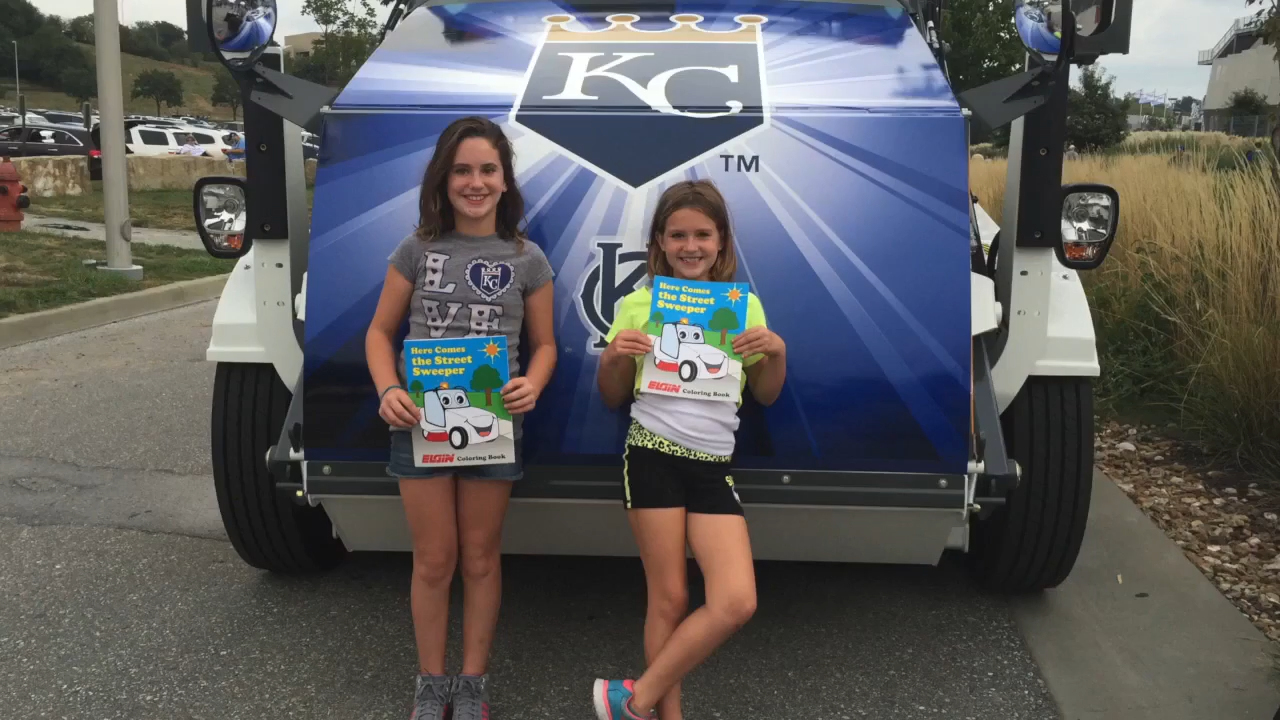 KC
TM
KC
LOVE
KC
Here Comes
the Street
Sweeper
ELGIN Coloring Book
Here Comes
the Street
Sweeper
ELGIN Coloring Book